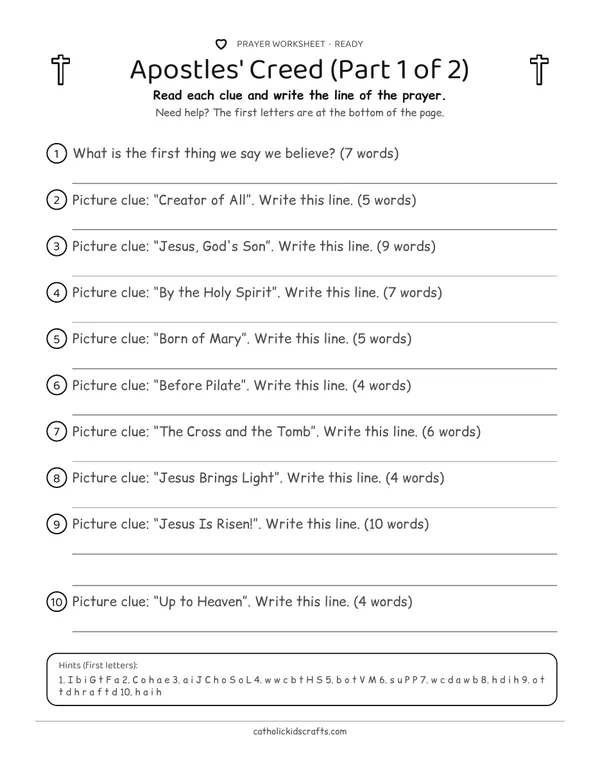 PRAYER WORKSHEET · READY
Apostles' Creed (Part 1 of 2)
Read each clue and write the line of the prayer.
Need help? The first letters are at the bottom of the page.
1 What is the first thing we say we believe? (7 words)
2 Picture clue: “Creator of All”. Write this line. (5 words)
3 Picture clue: “Jesus, God's Son”. Write this line. (9 words)
4 Picture clue: “By the Holy Spirit”. Write this line. (7 words)
5 Picture clue: “Born of Mary”. Write this line. (5 words)
6 Picture clue: “Before Pilate”. Write this line. (4 words)
7 Picture clue: “The Cross and the Tomb”. Write this line. (6 words)
8 Picture clue: “Jesus Brings Light”. Write this line. (4 words)
9 Picture clue: “Jesus Is Risen!”. Write this line. (10 words)
10 Picture clue: “Up to Heaven”. Write this line. (4 words)
Hints (first letters):
1. I b i G t F a 2. C o h a e 3. a i J C h o S o L 4. w w c b t H S 5. b o t V M 6. s u P P 7. w c d a w b 8. h d i h 9. o t
t d h r a f t d 10. h a i h
catholickidscrafts.com